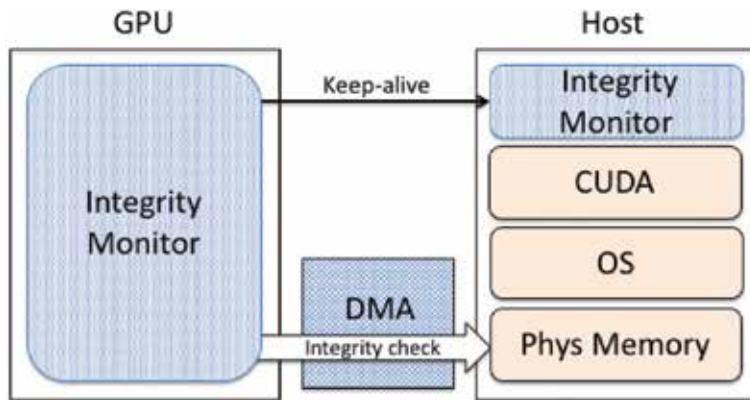 GPU
Host
Integrity
Monitor
Keep-alive
Integrity
Monitor
CUDA
OS
DMA
Integrity check
Phys Memory